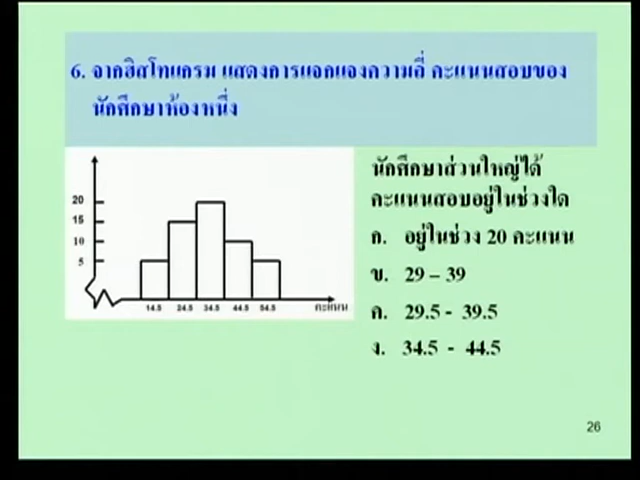 6. จากฮิสโทแกรม แสดงการแจกแจงความถี่ คะแนนสอบของ
นักศึกษาห้องหนึ่ง
นักศึกษาส่วนใหญ่ได้
คะแนนสอบอยู่ในช่วงใด
ก. อยู่ในช่วง 20 คะแนน
ข. 29 – 39
ค. 29.5 - 39.5
ง. 34.5 - 44.5
20
15
10
5
14.5 24.5 34.5 44.5 54.5 คะแนน
26